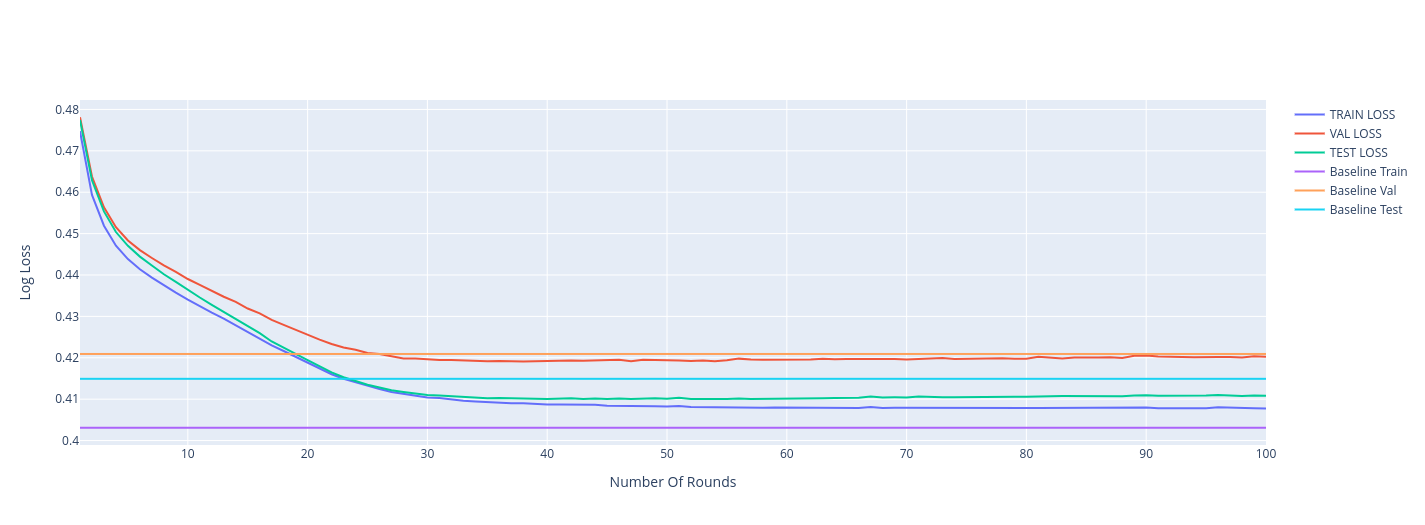 0.48
0.47
0.46
0.45
0.44
0.43
0.42
0.41
0.4
Log Loss
10 20 30 40 50 60 70 80 90 100
Number Of Rounds
TRAIN LOSS
VAL LOSS
TEST LOSS
Baseline Train
Baseline Val
Baseline Test